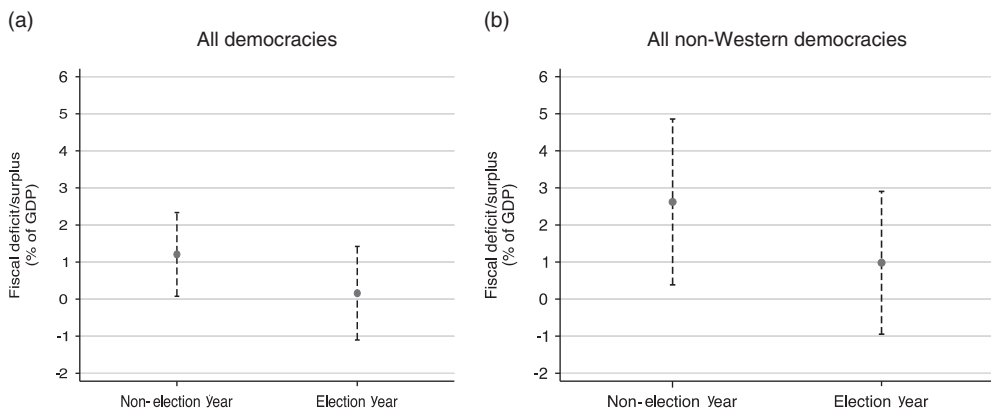 (a)
All democracies
Fiscal deficit/surplus
(% of GDP)
6
5
4
3
2
1
0
-1
-2
Non-election year
Election year
(b)
All non-Western democracies
Fiscal deficit/surplus
(% of GDP)
6
5
4
3
2
1
0
-1
-2
Non-election year
Election year